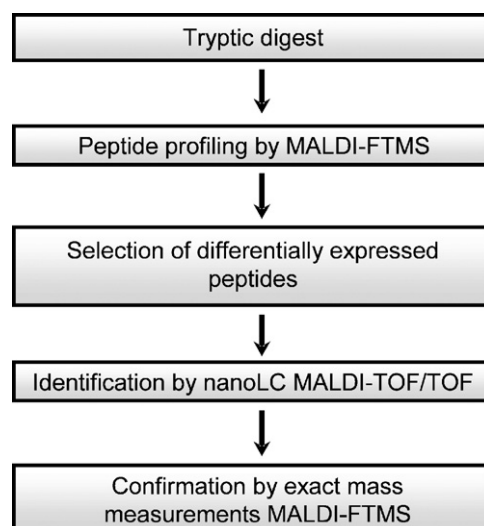 Tryptic digest
Peptide profiling by MALDI-FTMS
Selection of differentially expressed
peptides
Identification by nanoLC MALDI-TOF/TOF
Confirmation by exact mass
measurements MALDI-FTMS